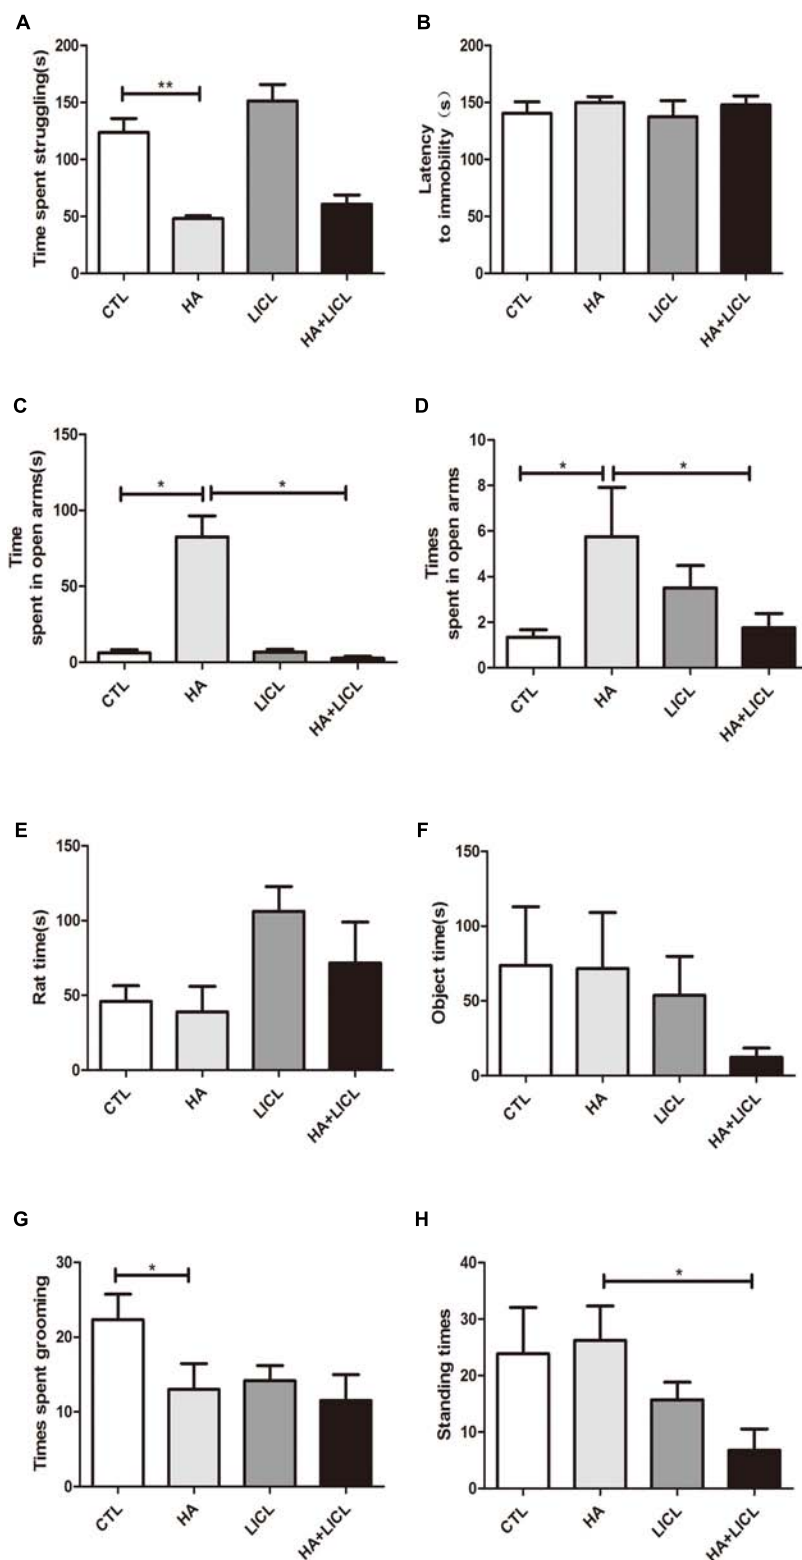 A
Time spent struggling(s)
200
150
100
50
0
**
CTL
HA
LICL
HA+LICL
B
Latency
to immobility（s）
200
150
100
50
0
CTL
HA
LICL
HA+LICL
C
Time
spent in open arms(s)
150
100
50
0
*
*
CTL
HA
LICL
HA+LICL
D
Times
spent in open arms
10
8
6
4
2
0
*
*
CTL
HA
LICL
HA+LICL
E
Rat time(s)
150
100
50
0
CTL
HA
LICL
HA+LICL
F
Object time(s)
150
100
50
0
CTL
HA
LICL
HA+LICL
G
Times spent grooming
30
20
10
0
*
CTL
HA
LICL
HA+LICL
H
Standing times
40
30
20
10
0
*
CTL
HA
LICL
HA+LICL